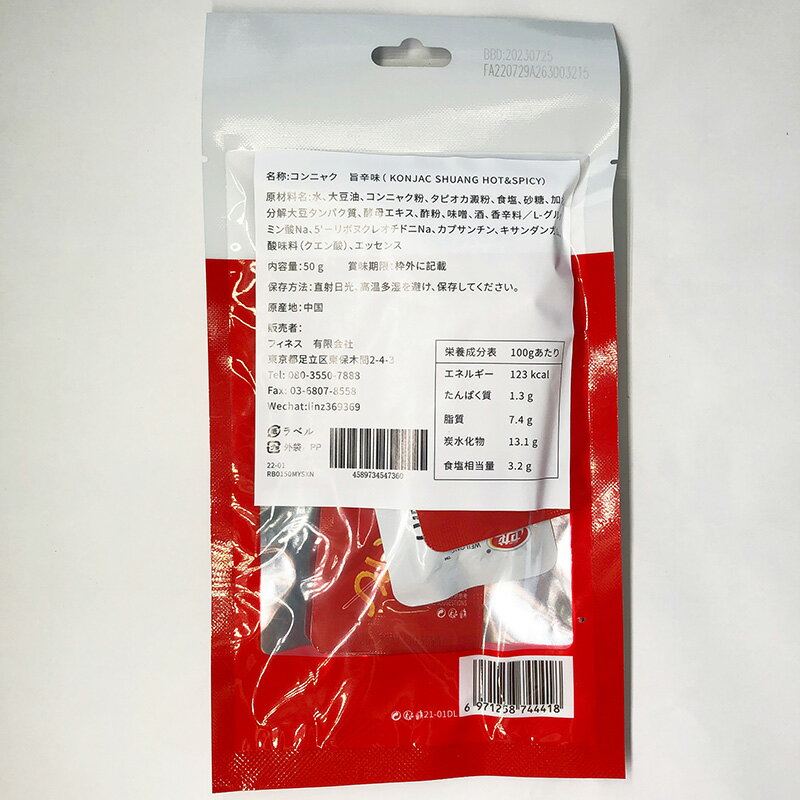 BBD:20230725
FA220729A263003215
名称:コンニャク 旨辛味( KONJAC SHUANG HOT&SPICY)
原材料名:水、大豆油、コンニャク粉、タピオカ澱粉、食塩、砂糖、加
分解大豆タンパク質、酵母エキス、酢粉、味噌、酒、香辛料/L-グル
ミン酸Na、5'ーリボヌクレオチドニNa、カプサンチン、キサンダンガ
酸味料(クエン酸)、エッセンス
内容量:50g 賞味期限:枠外に記載
保存方法:直射日光、高温多湿を避け、保存してください。
原産地:中国
販売者:
フィネス 有限会社
東京都足立区東保木間2-4-3
Tel: 080-3550-7888
Fax: 03-6807-8558
Wechat:linz369369
栄養成分表 100gあたり
エネルギー 123 kcal
たんぱく質 1.3 g
脂質 7.4 g
炭水化物 13.1 g
食塩相当量 3.2 g
ラベル
外袋 PP
22-01
RB0150MYSXN
4589734547360
WEILONG™
6 971258 744418
21-01DL